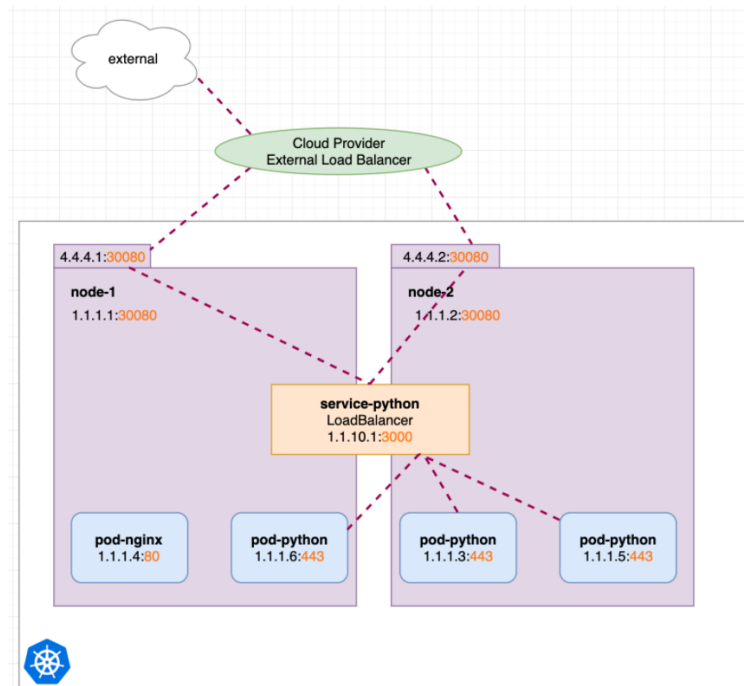 external
Cloud Provider
External Load Balancer
4.4.4.1:30080
4.4.4.2:30080
node-1
node-2
1.1.1.1:30080
1.1.1.2:30080
service-python
LoadBalancer
1.1.10.1:3000
pod-nginx
1.1.1.4:80
pod-python
1.1.1.6:443
pod-python
1.1.1.3:443
pod-python
1.1.1.5:443